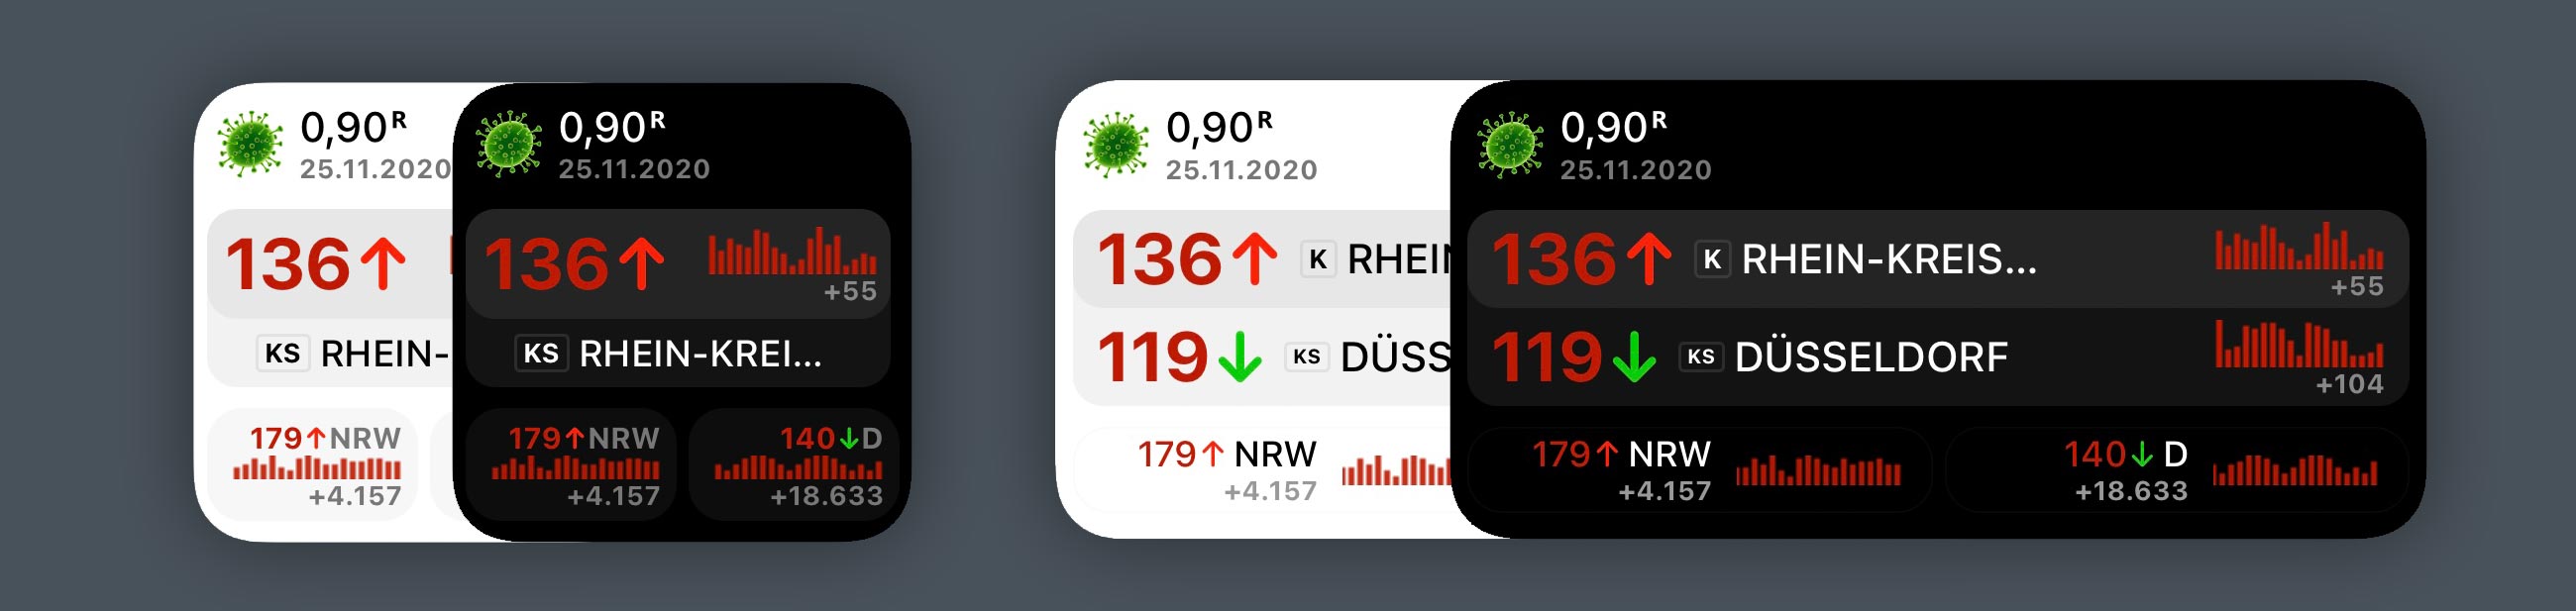 0,90ᴿ
25.11.2020
136↑
KS RHEIN-
179↑NRW
+4.157
0,90ᴿ
25.11.2020
136↑
+55
KS RHEIN-KREI...
179↑NRW
+4.157
140↓D
+18.633
0,90ᴿ
25.11.2020
136↑ K RHEIN
119↓ KS DÜSS
179↑ NRW
+4.157
0,90ᴿ
25.11.2020
136↑ K RHEIN-KREIS...
+55
119↓ KS DÜSSELDORF
+104
179↑ NRW
+4.157
140↓ D
+18.633